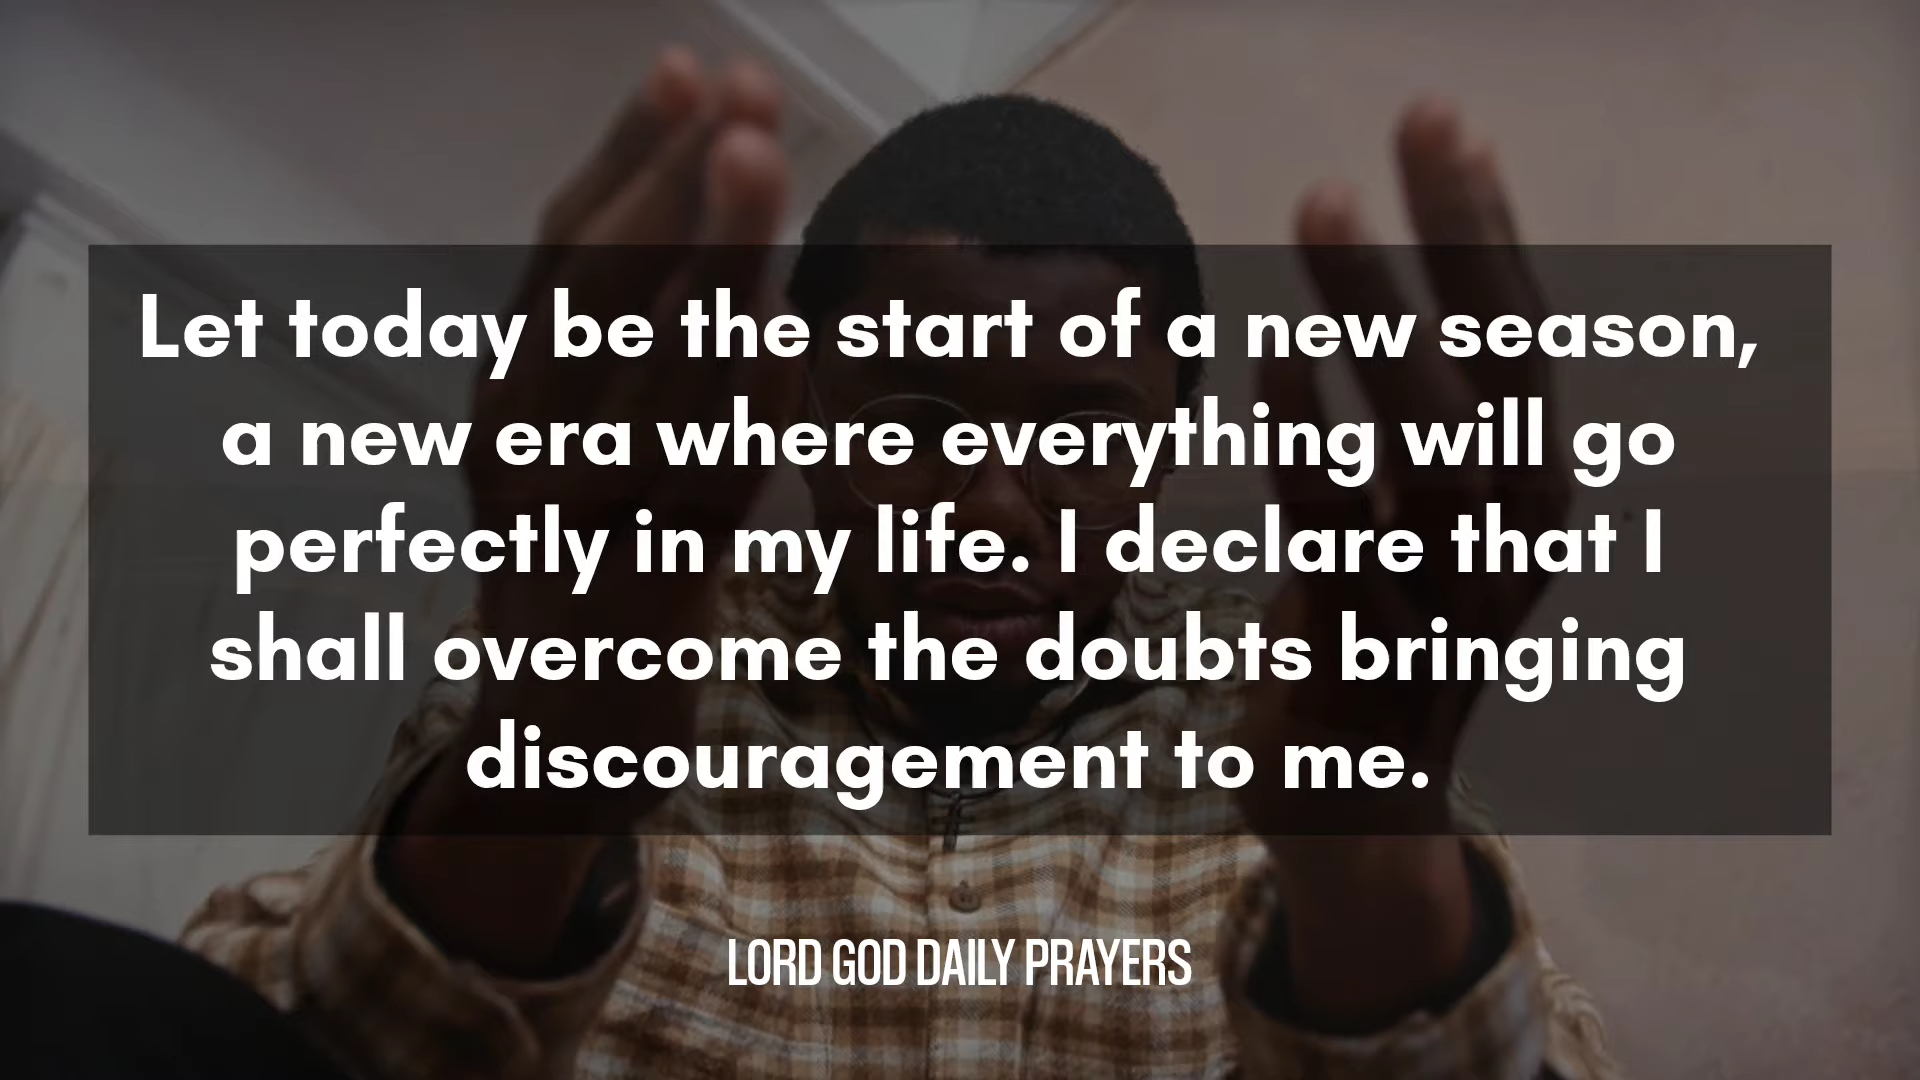 Let today be the start of a new season,
a new era where everything will go
perfectly in my life. I declare that I
shall overcome the doubts bringing
discouragement to me.
LORD GOD DAILY PRAYERS